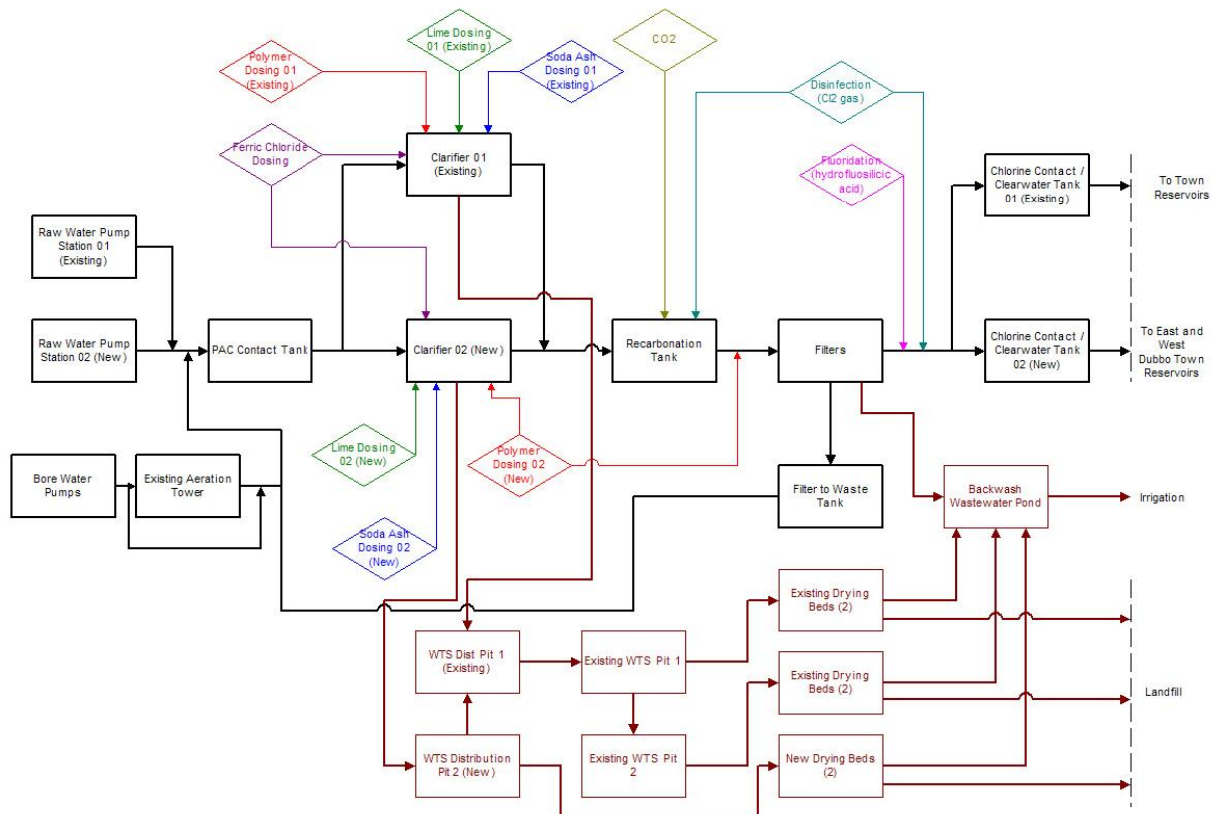 Polymer
Dosing 01
(Existing)
Lime Dosing
01 (Existing)
Soda Ash
Dosing 01
(Existing)
CO2
Disinfection
(Cl2 gas)
Ferric Chloride
Dosing
Clarifier 01
(Existing)
Fluoridation
(hydrofluosilicic
acid)
Chlorine Contact /
Clearwater Tank
01 (Existing)
To Town
Reservoirs
Raw Water Pump
Station 01
(Existing)
Raw Water Pump
Station 02 (New)
PAC Contact Tank
Clarifier 02 (New)
Recarbonation
Tank
Filters
Chlorine Contact /
Clearwater Tank
02 (New)
To East and
West
Dubbo Town
Reservoirs
Lime Dosing
02 (New)
Polymer
Dosing 02
(New)
Bore Water
Pumps
Existing Aeration
Tower
Filter to Waste
Tank
Backwash
Wastewater Pond
Irrigation
Soda Ash
Dosing 02
(New)
WTS Dist Pit 1
(Existing)
Existing WTS Pit 1
Existing Drying
Beds (2)
Existing Drying
Beds (2)
Landfill
WTS Distribution
Pit 2 (New)
Existing WTS Pit
2
New Drying Beds
(2)